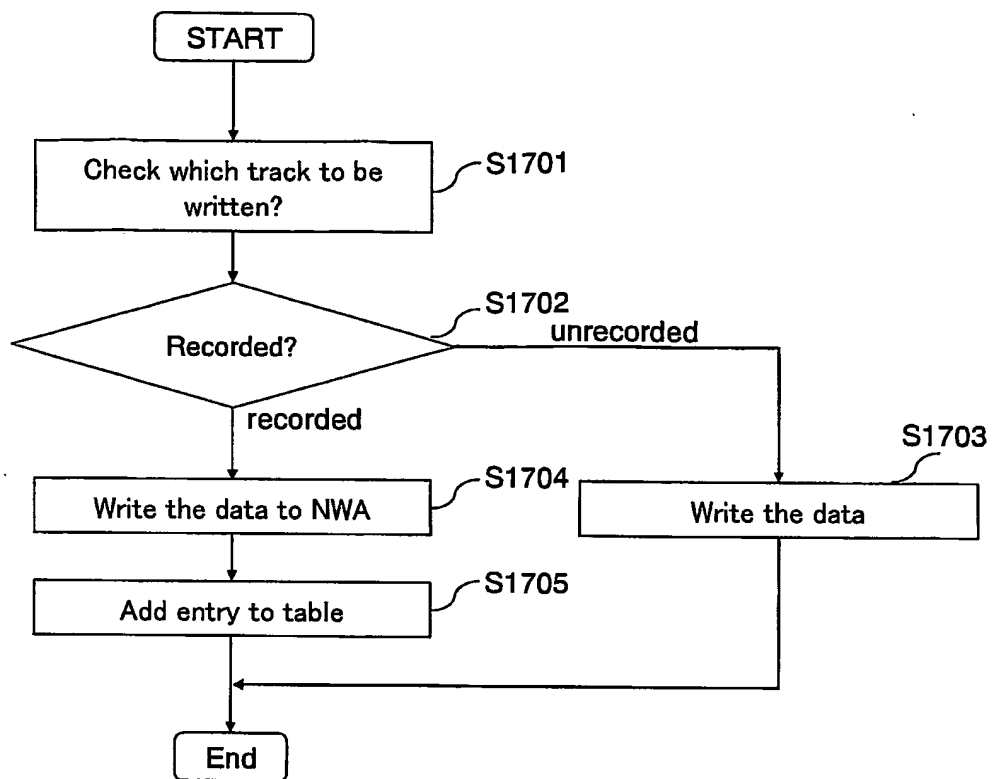 START
Check which track to be
written?
S1701
Recorded?
S1702
unrecorded
recorded
S1703
Write the data
S1704
Write the data to NWA
S1705
Add entry to table
End